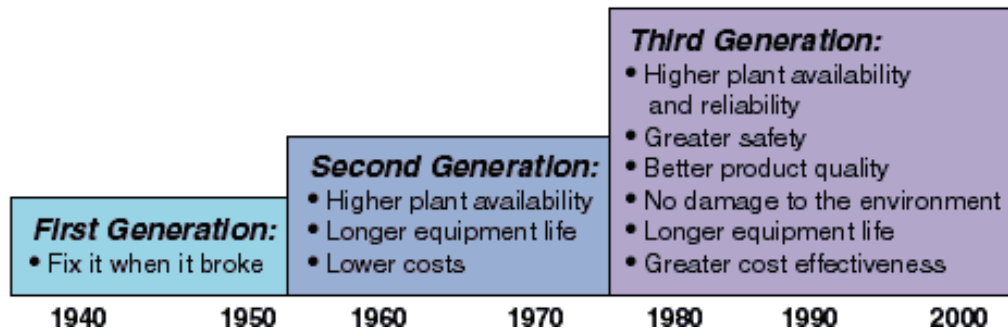 Third Generation:
• Higher plant availability
and reliability
• Greater safety
• Better product quality
• No damage to the environment
• Longer equipment life
• Greater cost effectiveness
Second Generation:
• Higher plant availability
• Longer equipment life
• Lower costs
First Generation:
• Fix it when it broke
1940 1950 1960 1970 1980 1990 2000